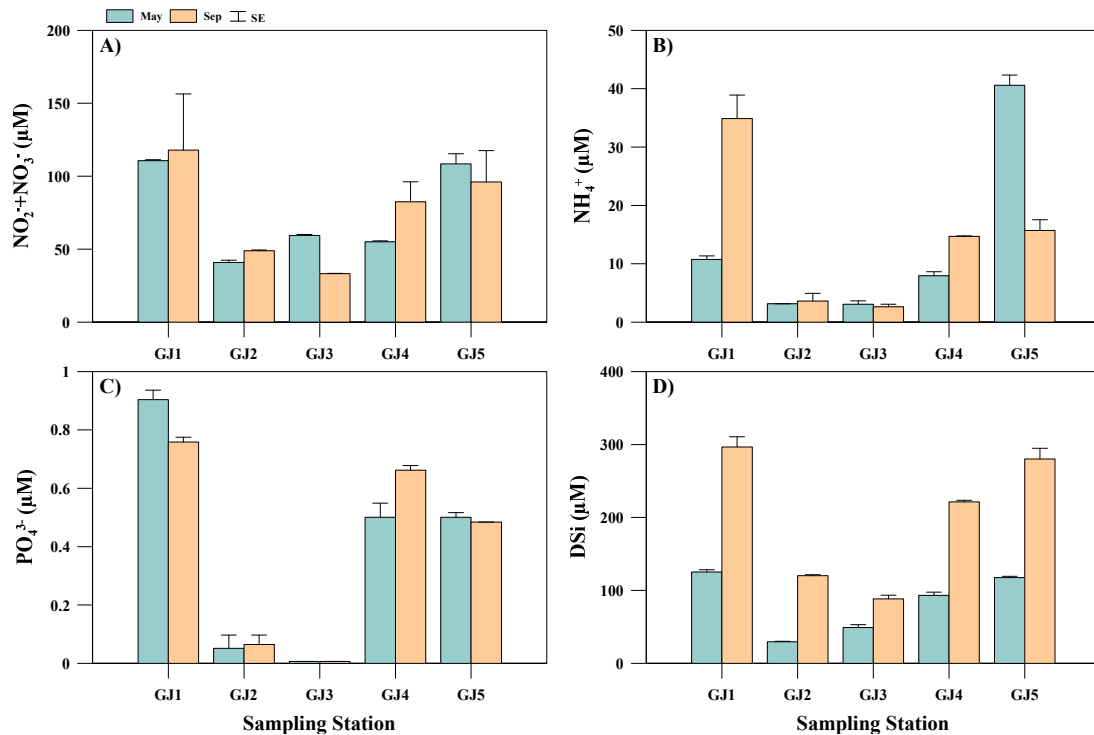 May Sep SE
A)
200
150
100
50
0
NO₂⁻+NO₃⁻ (µM)
GJ1 GJ2 GJ3 GJ4 GJ5
B)
50
40
30
20
10
0
NH₄⁺ (µM)
GJ1 GJ2 GJ3 GJ4 GJ5
C)
1
0.8
0.6
0.4
0.2
0
PO₄³⁻ (µM)
GJ1 GJ2 GJ3 GJ4 GJ5
Sampling Station
D)
400
300
200
100
0
DSi (µM)
GJ1 GJ2 GJ3 GJ4 GJ5
Sampling Station